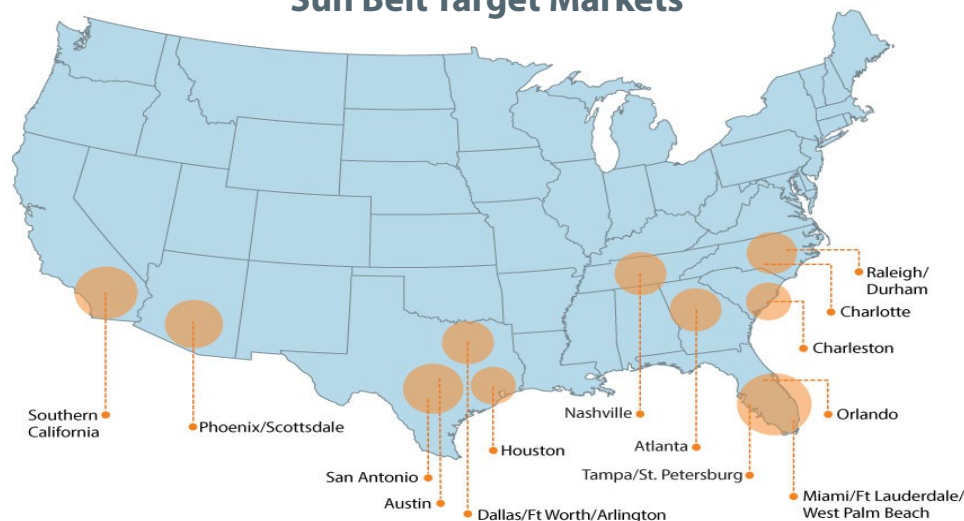 Sun Belt Target Markets
Raleigh/
Durham
Charlotte
Charleston
Orlando
Southern
California
Phoenix/Scottsdale
Nashville
Houston
Atlanta
San Antonio
Tampa/St. Petersburg
Austin
Miami/Ft Lauderdale/
West Palm Beach
Dallas/Ft Worth/Arlington